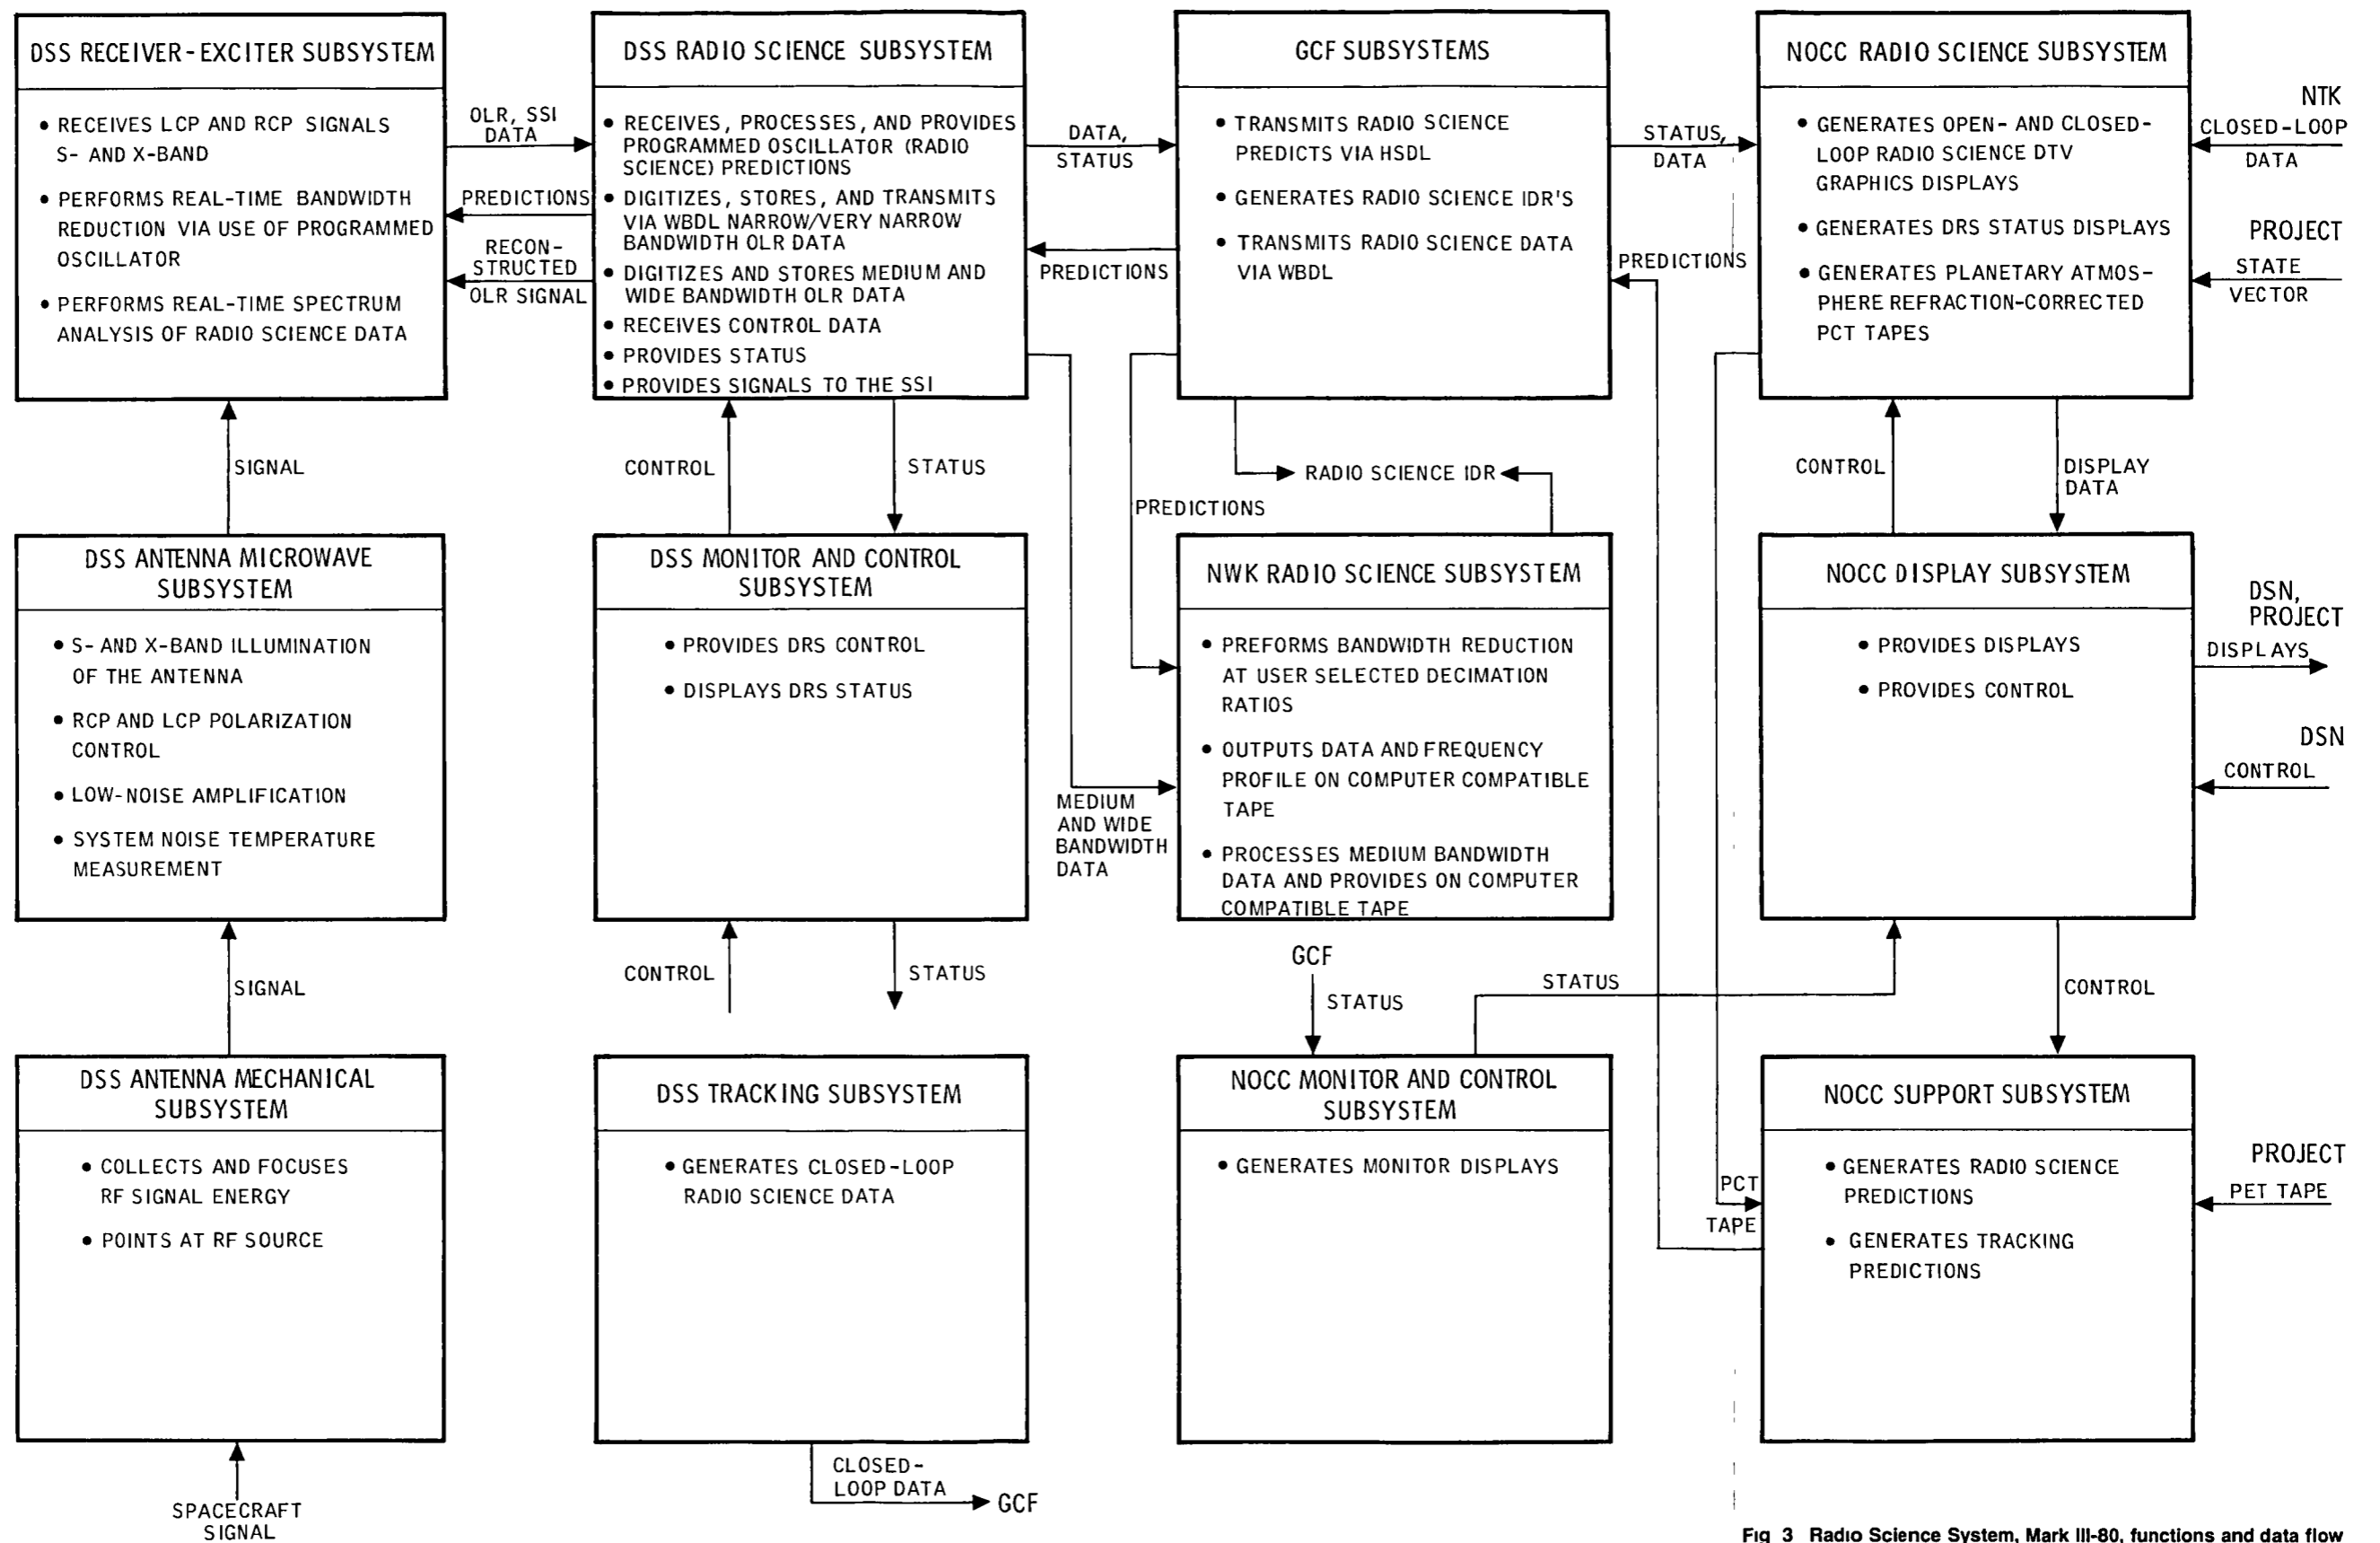 DSS RECEIVER-EXCITER SUBSYSTEM
• RECEIVES LCP AND RCP SIGNALS
S- AND X-BAND
• PERFORMS REAL-TIME BANDWIDTH
REDUCTION VIA USE OF PROGRAMMED
OSCILLATOR
• PERFORMS REAL-TIME SPECTRUM
ANALYSIS OF RADIO SCIENCE DATA
OLR, SSI
DATA
PREDICTIONS
RECON-
STRUCTED
OLR SIGNAL
DSS RADIO SCIENCE SUBSYSTEM
• RECEIVES, PROCESSES, AND PROVIDES
PROGRAMMED OSCILLATOR (RADIO
SCIENCE) PREDICTIONS
• DIGITIZES, STORES, AND TRANSMITS
VIA WBDL NARROW/VERY NARROW
BANDWIDTH OLR DATA
• DIGITIZES AND STORES MEDIUM AND
WIDE BANDWIDTH OLR DATA
• RECEIVES CONTROL DATA
• PROVIDES STATUS
• PROVIDES SIGNALS TO THE SSI
DATA,
STATUS
PREDICTIONS
GCF SUBSYSTEMS
• TRANSMITS RADIO SCIENCE
PREDICTS VIA HSDL
• GENERATES RADIO SCIENCE IDR'S
• TRANSMITS RADIO SCIENCE DATA
VIA WBDL
STATUS,
DATA
PREDICTIONS
NOCC RADIO SCIENCE SUBSYSTEM
• GENERATES OPEN- AND CLOSED-
LOOP RADIO SCIENCE DTV
GRAPHICS DISPLAYS
• GENERATES DRS STATUS DISPLAYS
• GENERATES PLANETARY ATMOS-
PHERE REFRACTION-CORRECTED
PCT TAPES
NTK
CLOSED-LOOP
DATA
PROJECT
STATE
VECTOR
SIGNAL
CONTROL
STATUS
RADIO SCIENCE IDR
PREDICTIONS
CONTROL
DISPLAY
DATA
DSS ANTENNA MICROWAVE
SUBSYSTEM
• S- AND X-BAND ILLUMINATION
OF THE ANTENNA
• RCP AND LCP POLARIZATION
CONTROL
• LOW-NOISE AMPLIFICATION
• SYSTEM NOISE TEMPERATURE
MEASUREMENT
DSS MONITOR AND CONTROL
SUBSYSTEM
• PROVIDES DRS CONTROL
• DISPLAYS DRS STATUS
MEDIUM
AND WIDE
BANDWIDTH
DATA
NWK RADIO SCIENCE SUBSYSTEM
• PREFORMS BANDWIDTH REDUCTION
AT USER SELECTED DECIMATION
RATIOS
• OUTPUTS DATA AND FREQUENCY
PROFILE ON COMPUTER COMPATIBLE
TAPE
• PROCESSES MEDIUM BANDWIDTH
DATA AND PROVIDES ON COMPUTER
COMPATIBLE TAPE
NOCC DISPLAY SUBSYSTEM
• PROVIDES DISPLAYS
• PROVIDES CONTROL
DSN,
PROJECT
DISPLAYS
DSN
CONTROL
SIGNAL
CONTROL
STATUS
GCF
STATUS
STATUS
CONTROL
DSS ANTENNA MECHANICAL
SUBSYSTEM
• COLLECTS AND FOCUSES
RF SIGNAL ENERGY
• POINTS AT RF SOURCE
DSS TRACKING SUBSYSTEM
• GENERATES CLOSED-LOOP
RADIO SCIENCE DATA
NOCC MONITOR AND CONTROL
SUBSYSTEM
• GENERATES MONITOR DISPLAYS
PCT
TAPE
NOCC SUPPORT SUBSYSTEM
• GENERATES RADIO SCIENCE
PREDICTIONS
• GENERATES TRACKING
PREDICTIONS
PROJECT
PET TAPE
SPACECRAFT
SIGNAL
CLOSED-
LOOP DATA
GCF
Fig 3 Radio Science System, Mark III-80, functions and data flow